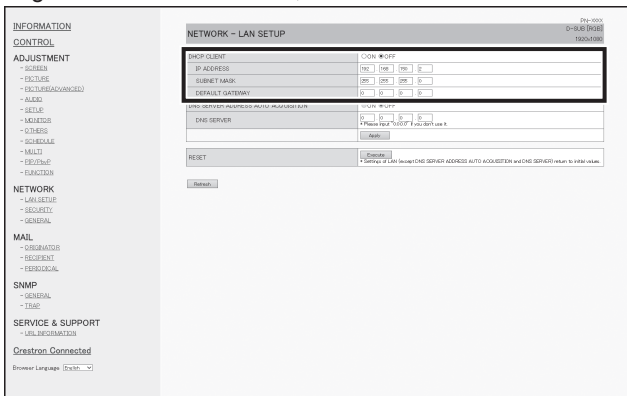 INFORMATION
CONTROL
ADJUSTMENT
- SCREEN
- PICTURE
- PICTURE(ADVANCED)
- AUDIO
- SETUP
- MONITOR
- OTHERS
- SCHEDULE
- MULTI
- PIP/PbyP
- FUNCTION
NETWORK
- LAN SETUP
- SECURITY
- GENERAL
MAIL
- ORIGINATOR
- RECIPIENT
- PERIODICAL
SNMP
- GENERAL
- TRAP
SERVICE & SUPPORT
- URL INFORMATION
Crestron Connected
Browser Language English
PN-XXXX
NETWORK - LAN SETUP
D-SUB [RGB]
1920x1080
DHCP CLIENT ON OFF
IP ADDRESS 192 . 168 . 150 . 2
SUBNET MASK 255 . 255 . 255 . 0
DEFAULT GATEWAY 0 . 0 . 0 . 0
DNS SERVER ADDRESS AUTO ACQUISITION ON OFF
DNS SERVER 0 . 0 . 0 . 0
* Please input "0.0.0.0" if you don't use it.
Apply
RESET Execute
* Settings of LAN (except DNS SERVER ADDRESS AUTO ACQUISITION and DNS SERVER) return to initial values.
Refresh